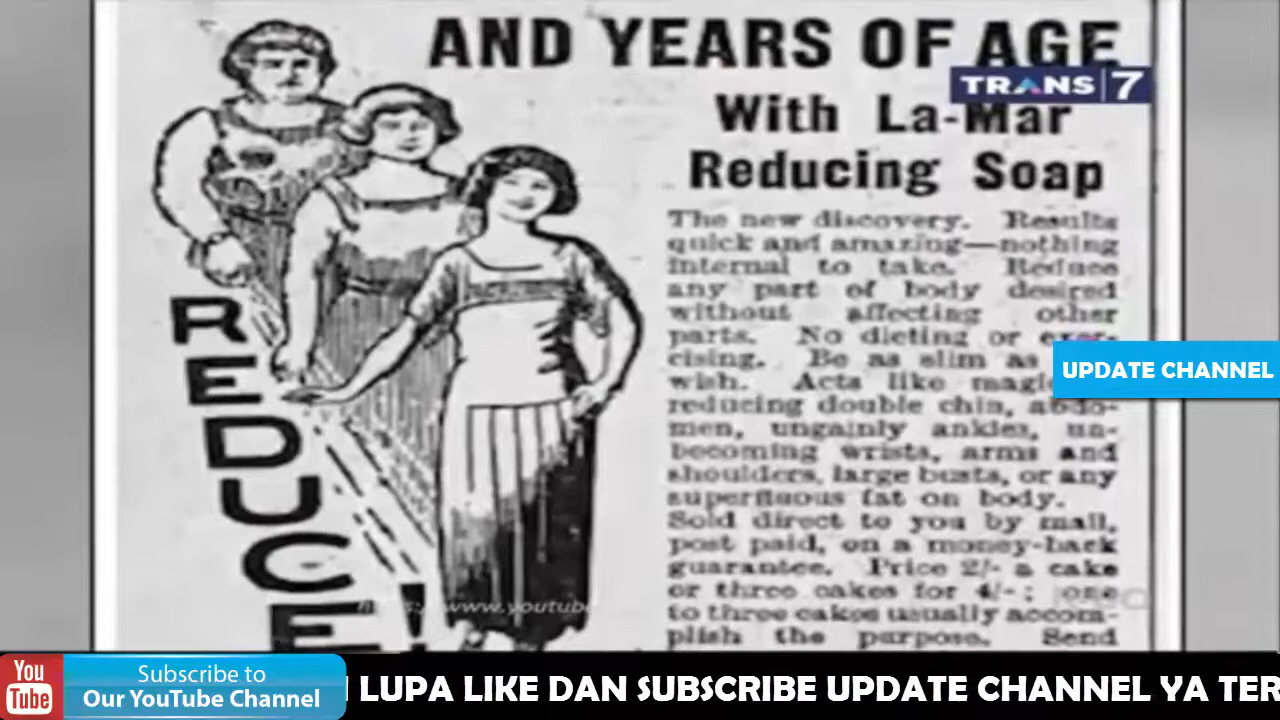 AND YEARS OF AGE
TRANS|7
With La-Mar
Reducing Soap
The new discovery. Results
quick and amazing—nothing
internal to take. Reduce
any part of body desired
without affecting other
parts. No dieting or exer-
cising. Be as slim as
wish. Acts like magic
reducing double chin, abdo-
men, ungainly ankles, un-
becoming wrists, arms and
shoulders, large busts, or any
superfluous fat on body.
Sold direct to you by mail,
post paid, on a money-back
guarantee. Price 2/- a cake
or three cakes for 4/-; one
to three cakes usually accom-
plish the purpose. Send
REDUCE!
UPDATE CHANNEL
www.youtube
You
Tube
Subscribe to
Our YouTube Channel
LUPA LIKE DAN SUBSCRIBE UPDATE CHANNEL YA TER